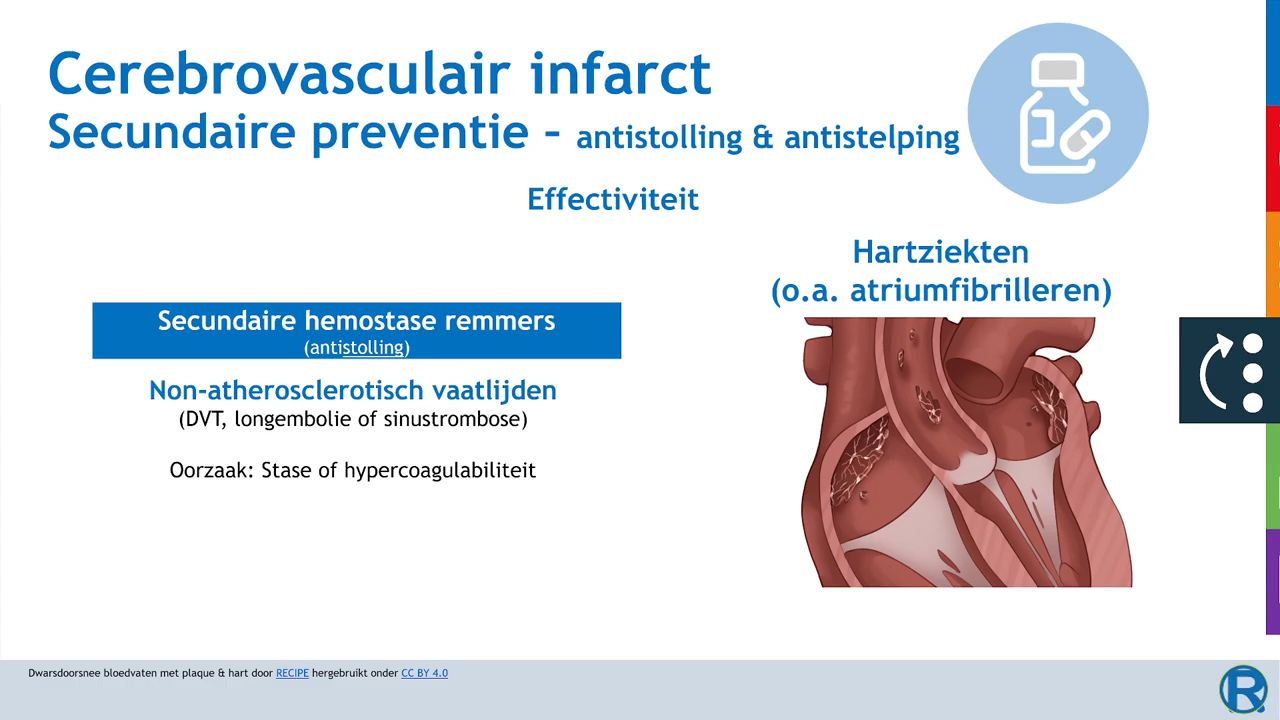 Cerebrovasculair infarct
Secundaire preventie – antistolling & antistelping
Effectiviteit
Hartziekten
(o.a. atriumfibrilleren)
Secundaire hemostase remmers
(antistolling)
Non-atherosclerotisch vaatlijden
(DVT, longembolie of sinustrombose)
Oorzaak: Stase of hypercoagulabiliteit
Dwarsdoorsnee bloedvaten met plaque & hart door RECIPE hergebruikt onder CC BY 4.0
R